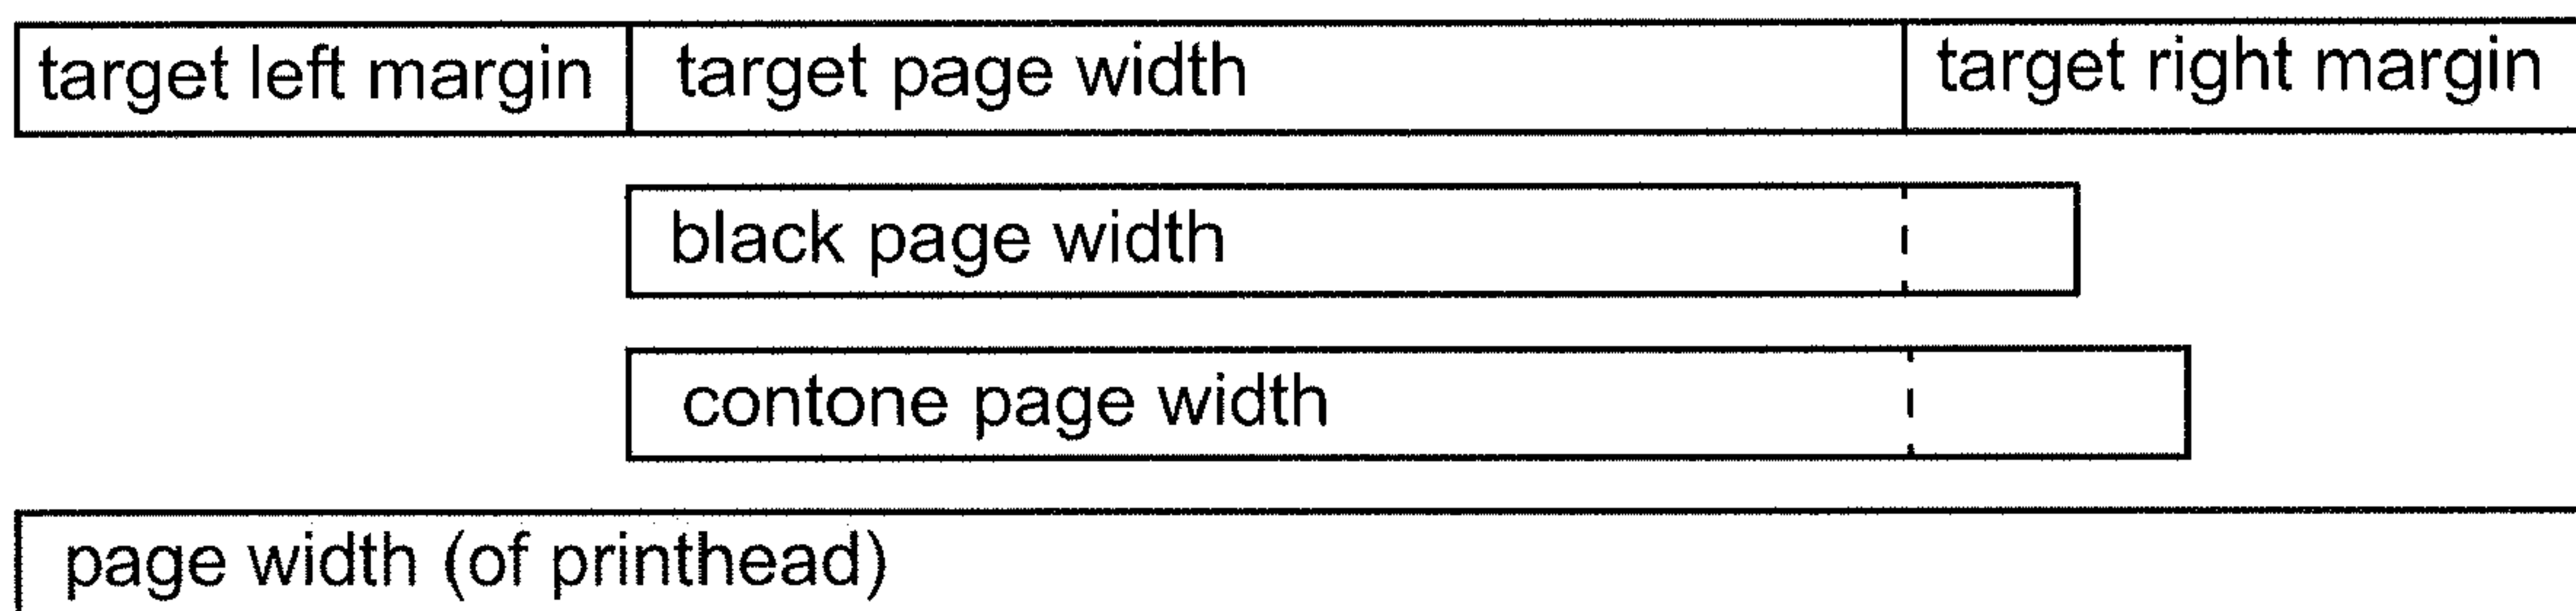 target left margin target page width target right margin
black page width
contone page width
page width (of printhead)